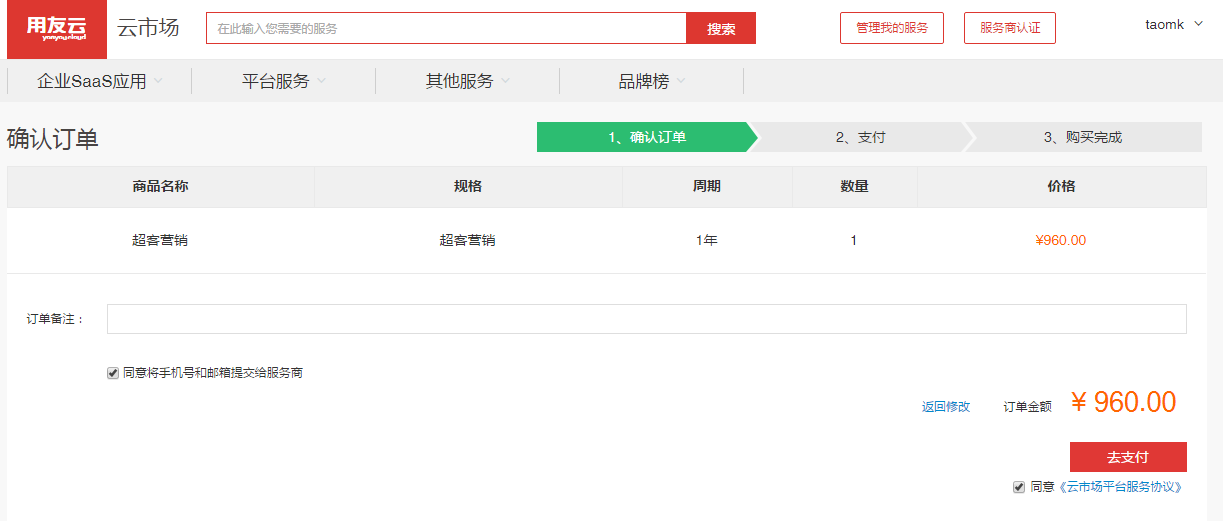 用友云
yonyoucloud
云市场
在此输入您需要的服务
搜索
管理我的服务
服务商认证
taomk
企业SaaS应用
平台服务
其他服务
品牌榜
确认订单
1、确认订单
2、支付
3、购买完成
商品名称 规格 周期 数量 价格
超客营销 超客营销 1年 1 ¥960.00
订单备注：
同意将手机号和邮箱提交给服务商
返回修改 订单金额 ¥ 960.00
去支付
同意《云市场平台服务协议》